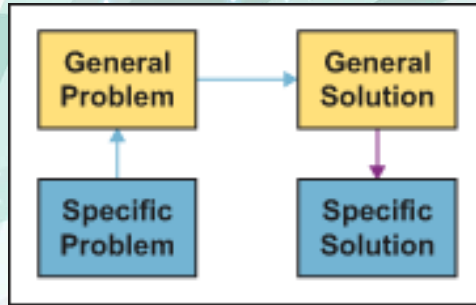 General
Problem
General
Solution
Specific
Problem
Specific
Solution